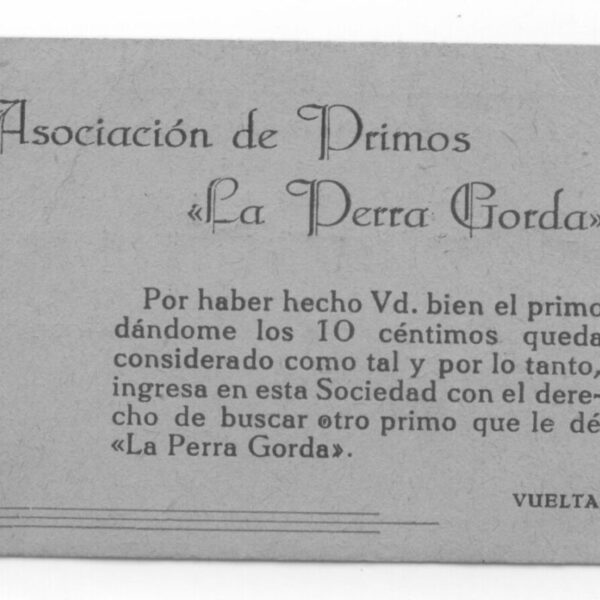 Asociación de Primos
«La Perra Gorda»
Por haber hecho Vd. bien el primo
dándome los 10 céntimos queda
considerado como tal y por lo tanto,
ingresa en esta Sociedad con el dere-
cho de buscar otro primo que le dé
«La Perra Gorda».
VUELTA